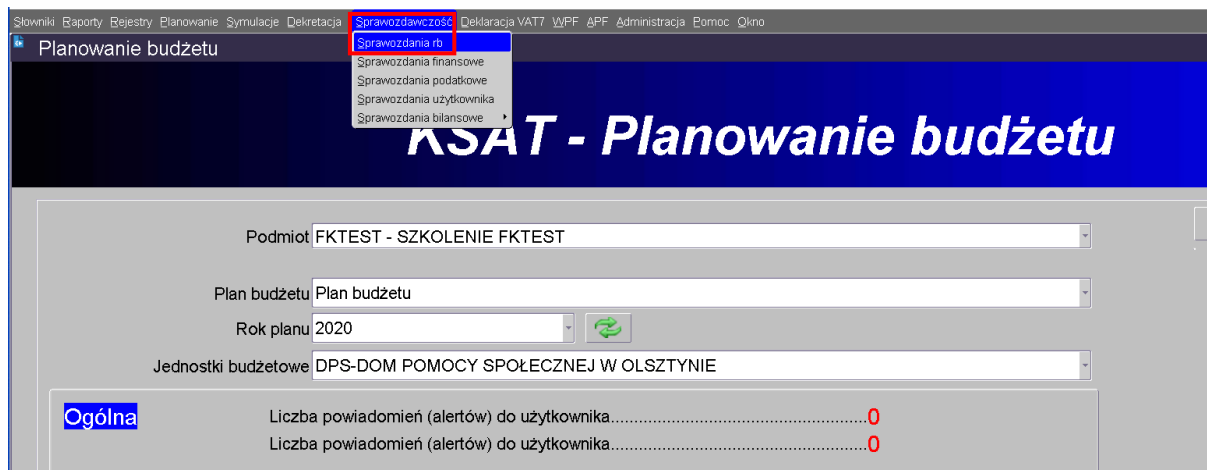 Słowniki Raporty Rejestry Planowanie Symulacje Dekretacja Sprawozdawczość Deklaracja VAT7 WPF APF Administracja Pomoc Okno
Planowanie budżetu
Sprawozdania rb
Sprawozdania finansowe
Sprawozdania podatkowe
Sprawozdania użytkownika
Sprawozdania bilansowe
KSAT - Planowanie budżetu
Podmiot FKTEST - SZKOLENIE FKTEST
Plan budżetu Plan budżetu
Rok planu 2020
Jednostki budżetowe DPS-DOM POMOCY SPOŁECZNEJ W OLSZTYNIE
Ogólna
Liczba powiadomień (alertów) do użytkownika.......................................................0
Liczba powiadomień (alertów) do użytkownika.......................................................0